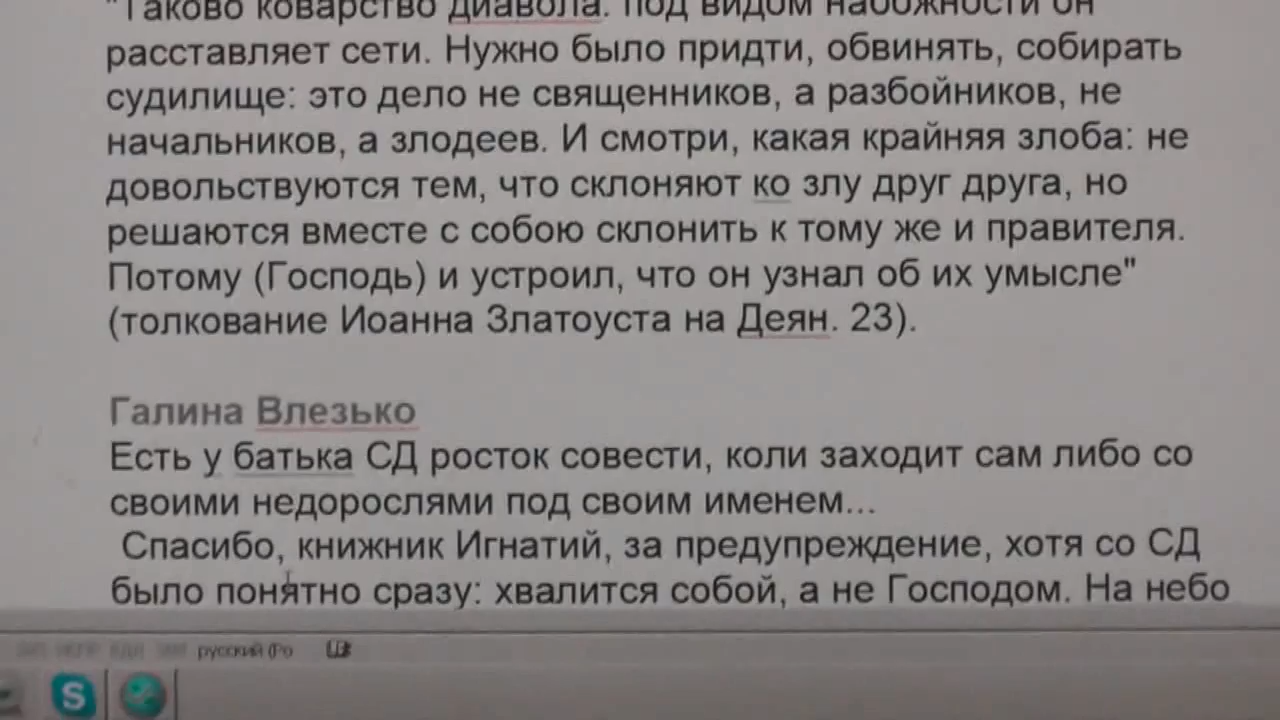 "Таково коварство диавола: под видом набожности он
расставляет сети. Нужно было придти, обвинять, собирать
судилище: это дело не священников, а разбойников, не
начальников, а злодеев. И смотри, какая крайняя злоба: не
довольствуются тем, что склоняют ко злу друг друга, но
решаются вместе с собою склонить к тому же и правителя.
Потому (Господь) и устроил, что он узнал об их умысле"
(толкование Иоанна Златоуста на Деян. 23).
Галина Влезько
Есть у батька СД росток совести, коли заходит сам либо со
своими недорослями под своим именем...
Спасибо, книжник Игнатий, за предупреждение, хотя со СД
было понятно сразу: хвалится собой, а не Господом. На небо
русский (Ро